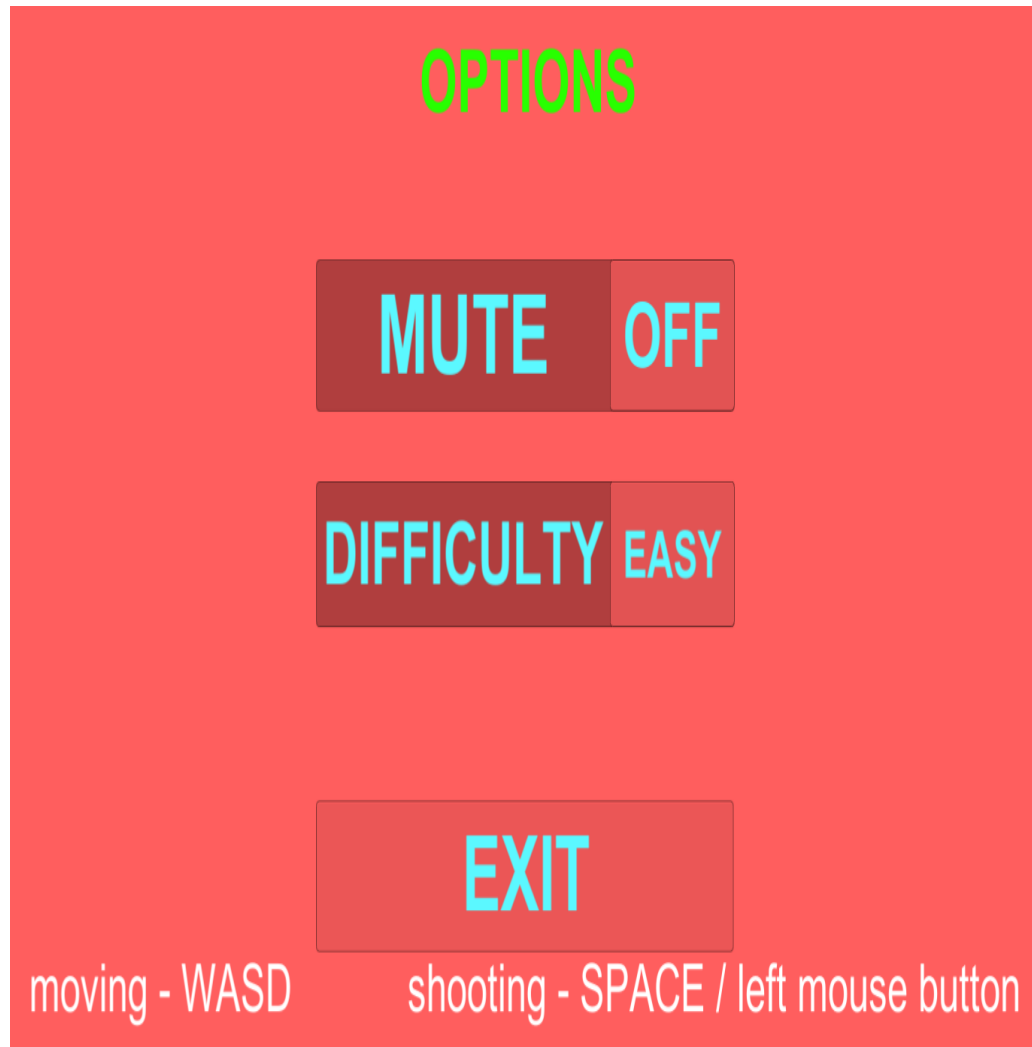 OPTIONS
MUTE OFF
DIFFICULTY EASY
EXIT
moving - WASD shooting - SPACE / left mouse button